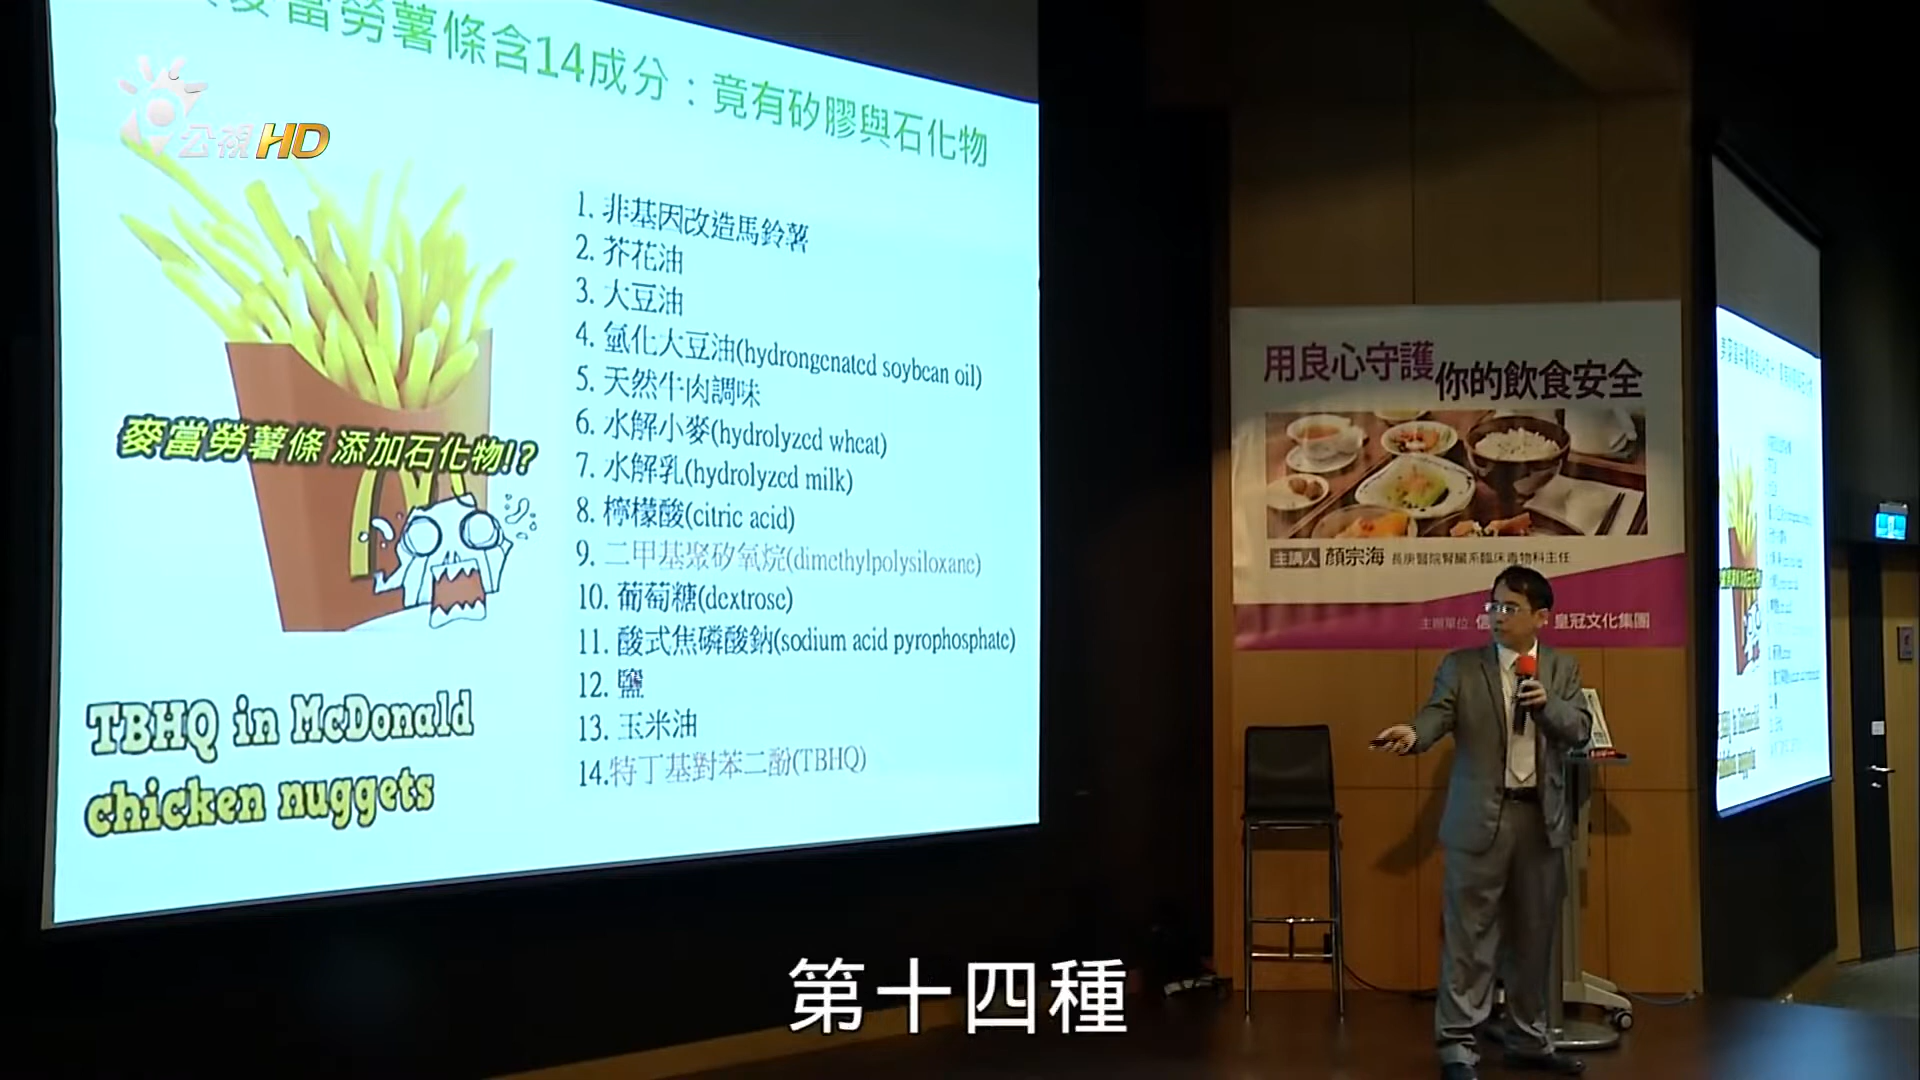 麥當勞薯條含14成分：竟有矽膠與石化物
公視HD
1. 非基因改造馬鈴薯
2. 芥花油
3. 大豆油
4. 氫化大豆油(hydrongenated soybean oil)
5. 天然牛肉調味
6. 水解小麥(hydrolyzed wheat)
7. 水解乳(hydrolyzed milk)
8. 檸檬酸(citric acid)
9. 二甲基聚矽氧烷(dimethylpolysiloxane)
10. 葡萄糖(dextrose)
11. 酸式焦磷酸鈉(sodium acid pyrophosphate)
12. 鹽
13. 玉米油
14.特丁基對苯二酚(TBHQ)
麥當勞薯條 添加石化物!?
TBHQ in McDonald
chicken nuggets
用良心守護
你的飲食安全
主講人 顏宗海 長庚醫院腎臟系臨床毒物科主任
主辦單位 信 皇冠文化集團
第十四種